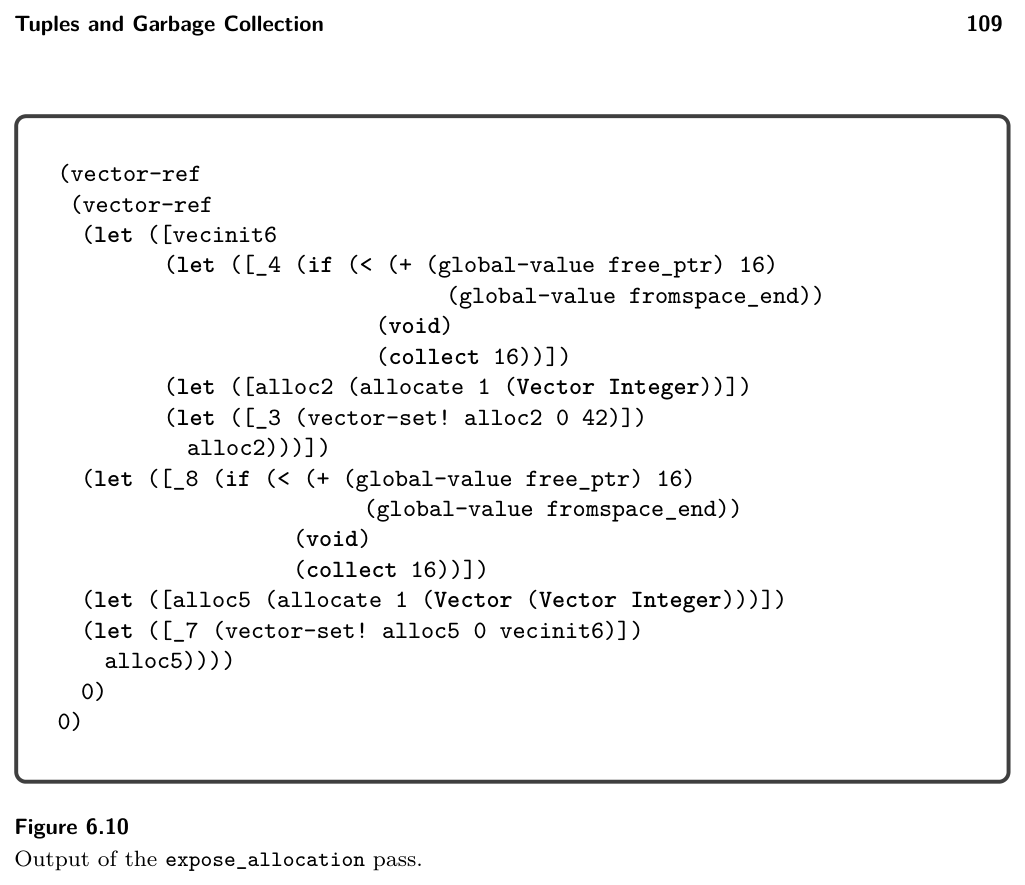 Tuples and Garbage Collection 109
(vector-ref
(vector-ref
(let ([vecinit6
(let ([_4 (if (< (+ (global-value free_ptr) 16)
(global-value fromspace_end))
(void)
(collect 16))])
(let ([alloc2 (allocate 1 (Vector Integer))])
(let ([_3 (vector-set! alloc2 0 42)])
alloc2)))])
(let ([_8 (if (< (+ (global-value free_ptr) 16)
(global-value fromspace_end))
(void)
(collect 16))])
(let ([alloc5 (allocate 1 (Vector (Vector Integer)))])
(let ([_7 (vector-set! alloc5 0 vecinit6)])
alloc5))))
0)
0)
Figure 6.10
Output of the expose_allocation pass.